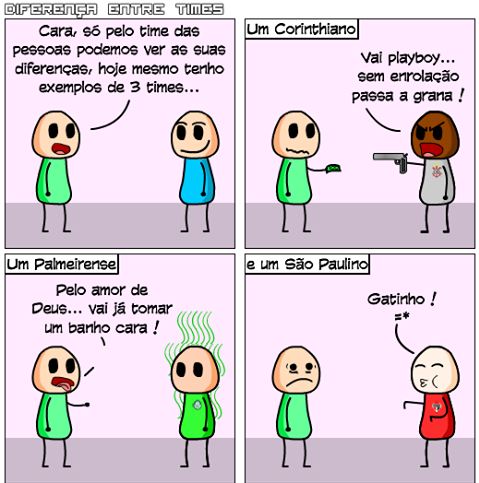 DIFERENÇA ENTRE TIMES
Cara, só pelo time das
pessoas podemos ver as suas
diferenças, hoje mesmo tenho
exemplos de 3 times...
Um Corinthiano
Vai playboy...
sem enrolação
passa a grana !
Um Palmeirense
Pelo amor de
Deus... vai já tomar
um banho cara !
e um São Paulino
Gatinho !
=*